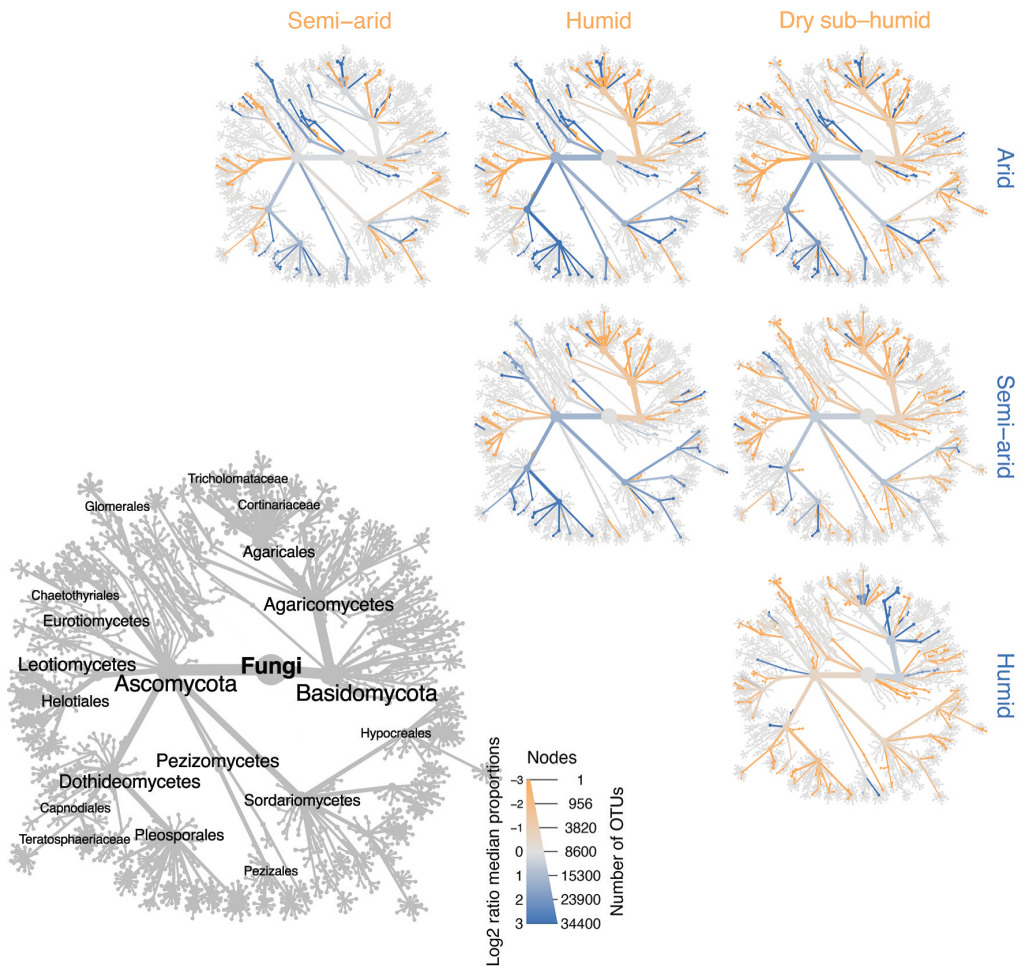 Semi−arid
Humid
Dry sub−humid
Arid
Semi−arid
Humid
Tricholomataceae
Glomerales
Cortinariaceae
Agaricales
Chaetothyriales
Agaricomycetes
Eurotiomycetes
Leotiomycetes
Fungi
Ascomycota
Basidomycota
Helotiales
Hypocreales
Pezizomycetes
Dothideomycetes
Sordariomycetes
Capnodiales
Teratosphaeriaceae
Pleosporales
Pezizales
Nodes
−3 1
−2 956
−1 3820
0 8600
1 15300
2 23900
3 34400
Log2 ratio median proportions
Number of OTUs